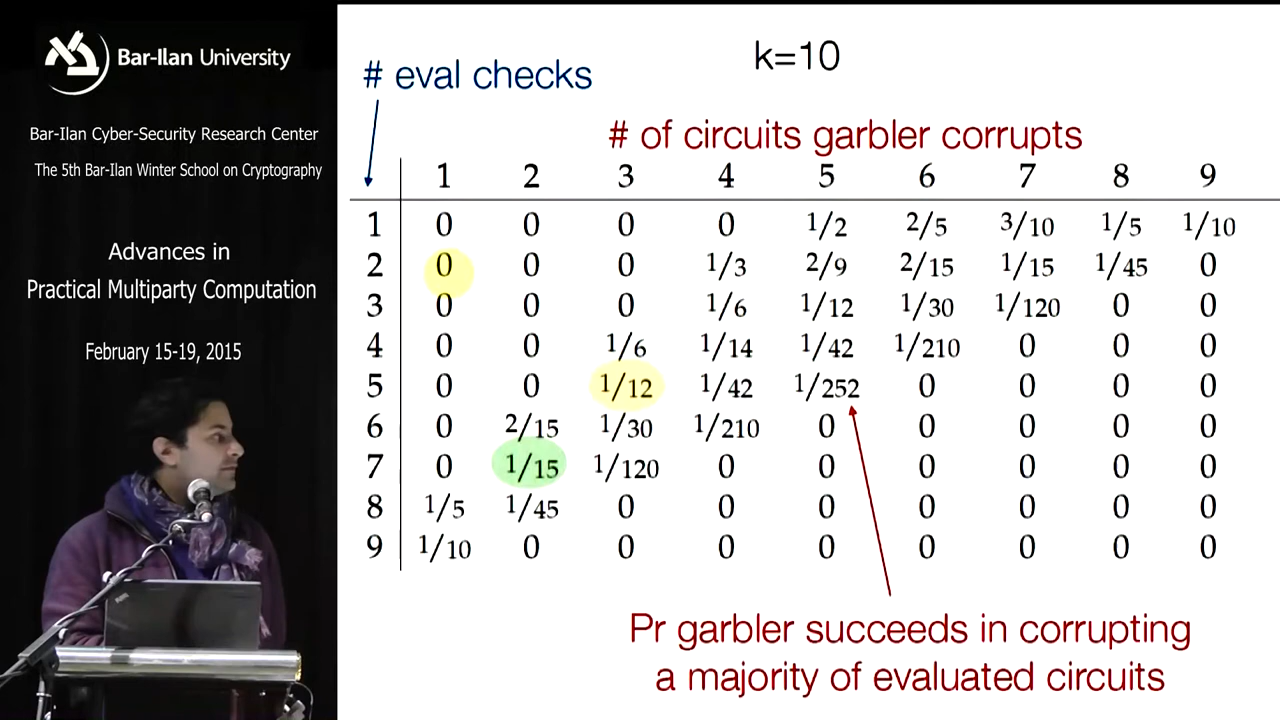 Bar-Ilan University
Bar-Ilan Cyber-Security Research Center
The 5th Bar-Ilan Winter School on Cryptography
Advances in
Practical Multiparty Computation
February 15-19, 2015
k=10
# eval checks
# of circuits garbler corrupts
1 2 3 4 5 6 7 8 9
1 0 0 0 0 1/2 2/5 3/10 1/5 1/10
2 0 0 0 1/3 2/9 2/15 1/15 1/45 0
3 0 0 0 1/6 1/12 1/30 1/120 0 0
4 0 0 1/6 1/14 1/42 1/210 0 0 0
5 0 0 1/12 1/42 1/252 0 0 0 0
6 0 2/15 1/30 1/210 0 0 0 0 0
7 0 1/15 1/120 0 0 0 0 0 0
8 1/5 1/45 0 0 0 0 0 0 0
9 1/10 0 0 0 0 0 0 0 0
Pr garbler succeeds in corrupting
a majority of evaluated circuits